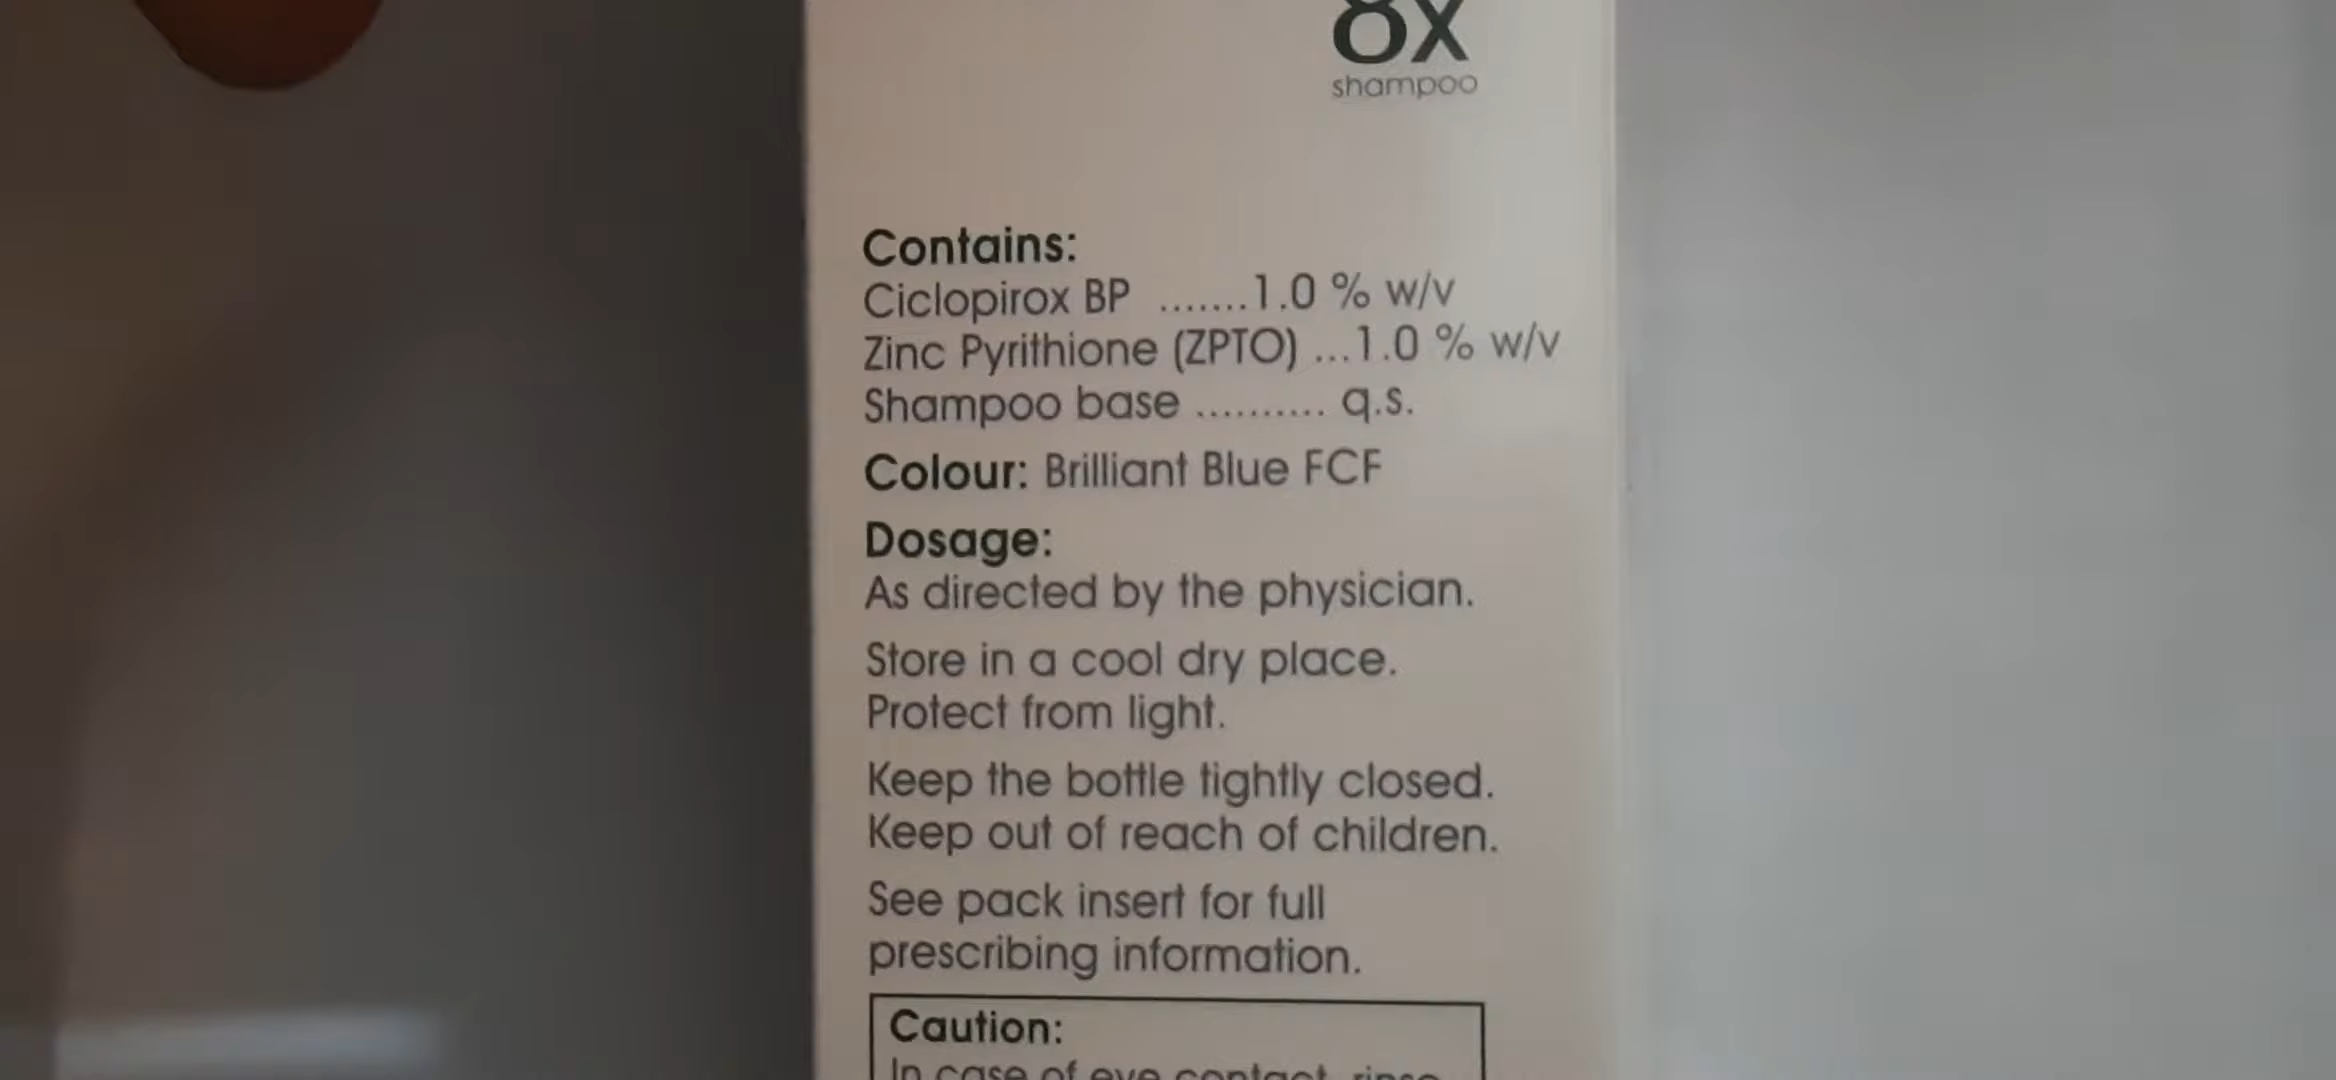 8x
shampoo
Contains:
Ciclopirox BP .......1.0 % w/v
Zinc Pyrithione (ZPTO) ...1.0 % w/v
Shampoo base .......... q.s.
Colour: Brilliant Blue FCF
Dosage:
As directed by the physician.
Store in a cool dry place.
Protect from light.
Keep the bottle tightly closed.
Keep out of reach of children.
See pack insert for full
prescribing information.
Caution:
In case of eye contact, rinse